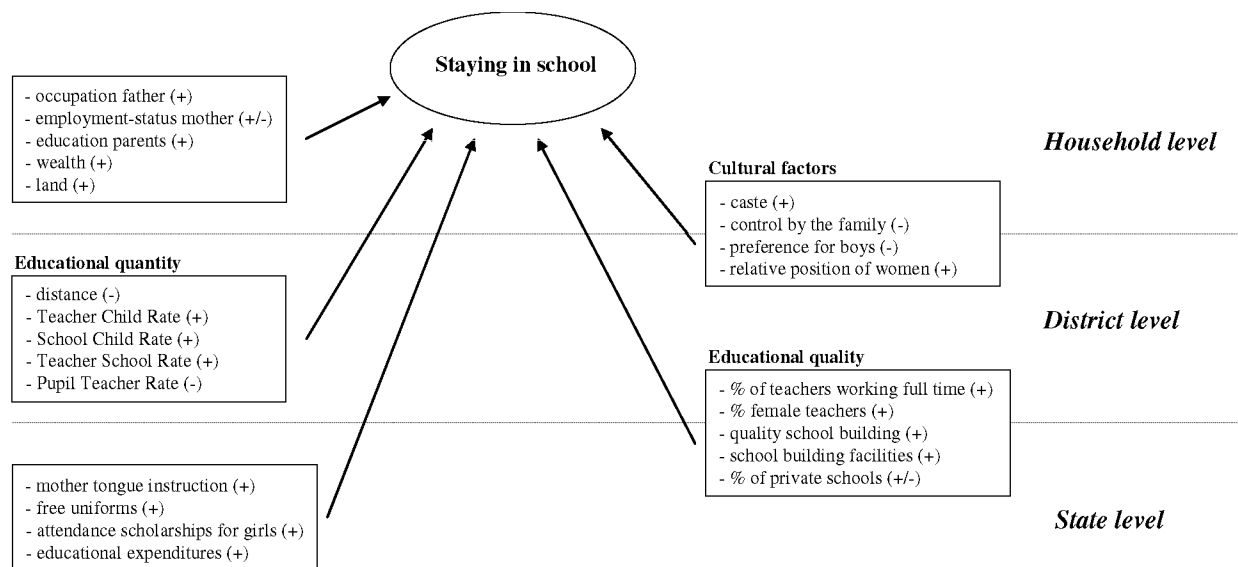 Staying in school
- occupation father (+)
- employment-status mother (+/-)
- education parents (+)
- wealth (+)
- land (+)
Household level
Cultural factors
- caste (+)
- control by the family (-)
- preference for boys (-)
- relative position of women (+)
Educational quantity
- distance (-)
- Teacher Child Rate (+)
- School Child Rate (+)
- Teacher School Rate (+)
- Pupil Teacher Rate (-)
District level
Educational quality
- % of teachers working full time (+)
- % female teachers (+)
- quality school building (+)
- school building facilities (+)
- % of private schools (+/-)
- mother tongue instruction (+)
- free uniforms (+)
- attendance scholarships for girls (+)
- educational expenditures (+)
State level